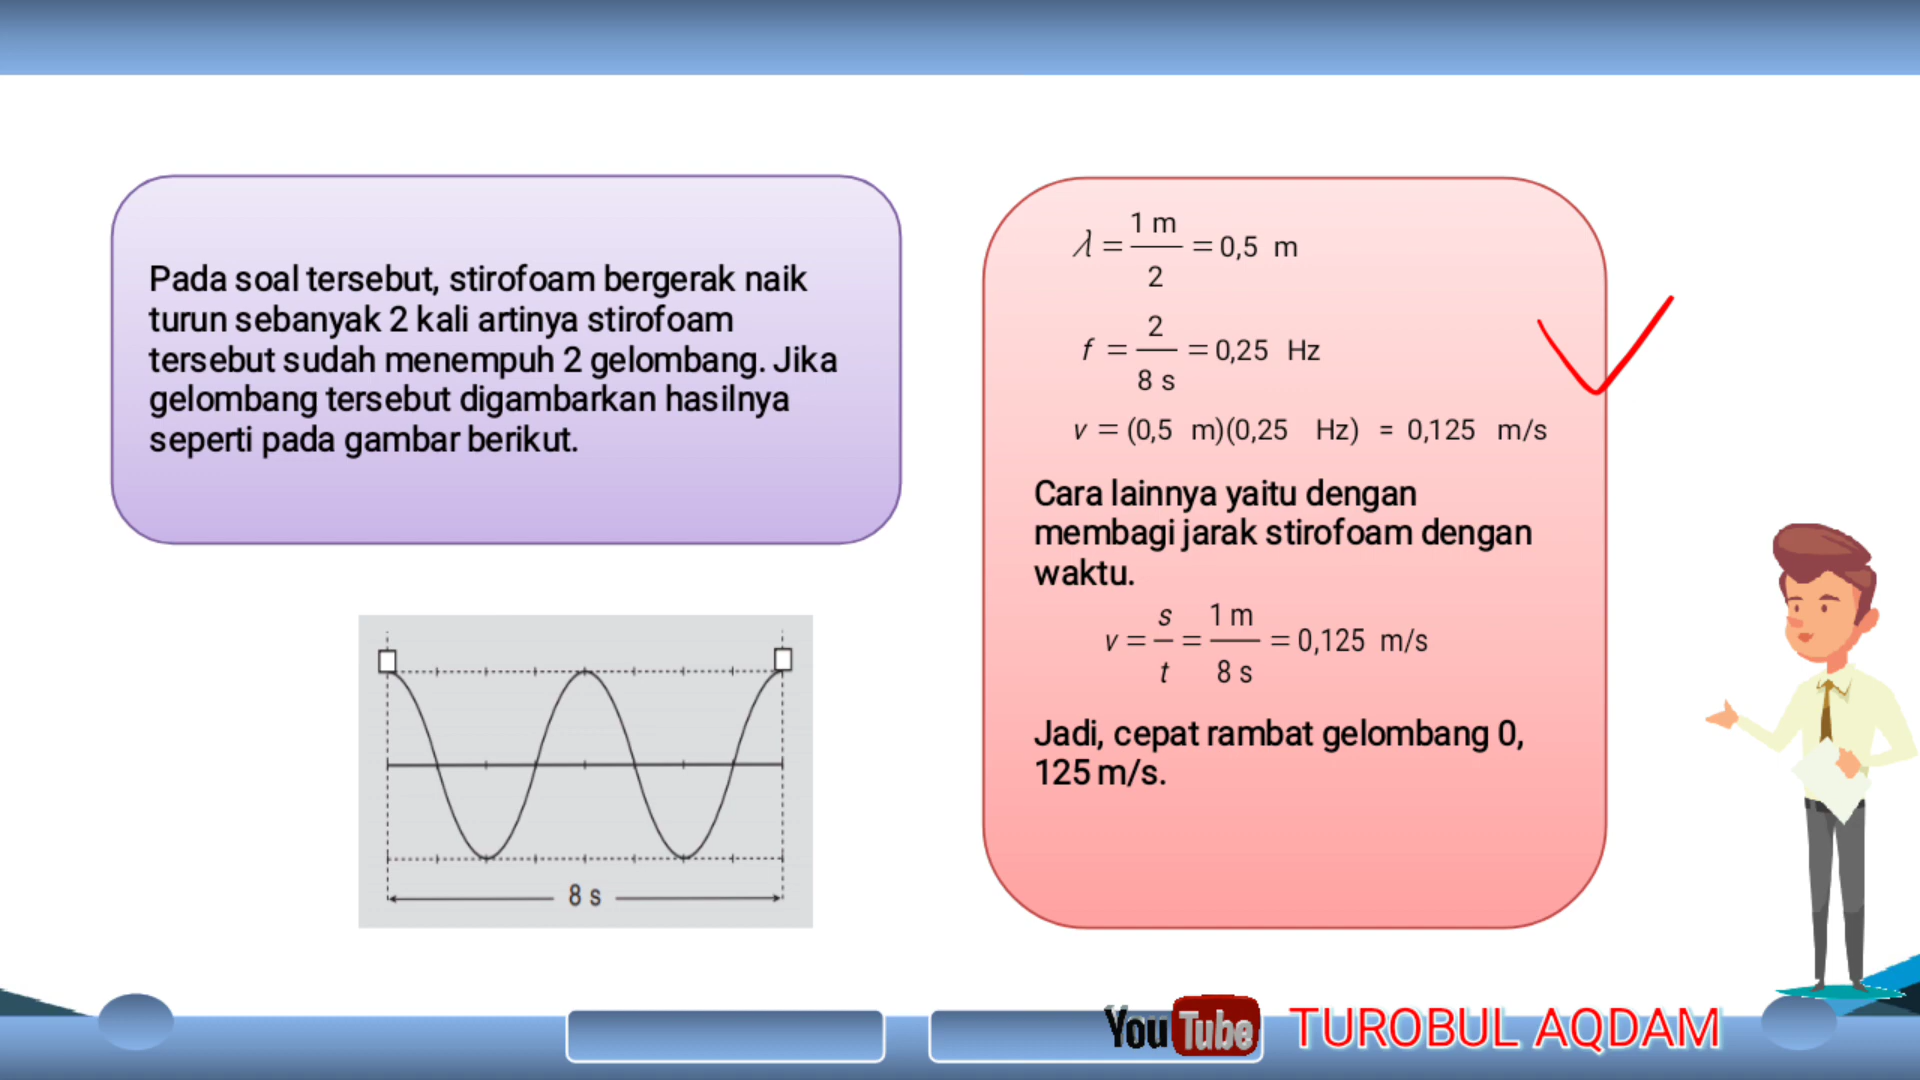 Pada soal tersebut, stirofoam bergerak naik
turun sebanyak 2 kali artinya stirofoam
tersebut sudah menempuh 2 gelombang. Jika
gelombang tersebut digambarkan hasilnya
seperti pada gambar berikut.
8 s
λ = 1 m / 2 = 0,5 m
f = 2 / 8 s = 0,25 Hz
v = (0,5 m)(0,25 Hz) = 0,125 m/s
Cara lainnya yaitu dengan
membagi jarak stirofoam dengan
waktu.
v = s / t = 1 m / 8 s = 0,125 m/s
Jadi, cepat rambat gelombang 0,
125 m/s.
YouTube TUROBUL AQDAM